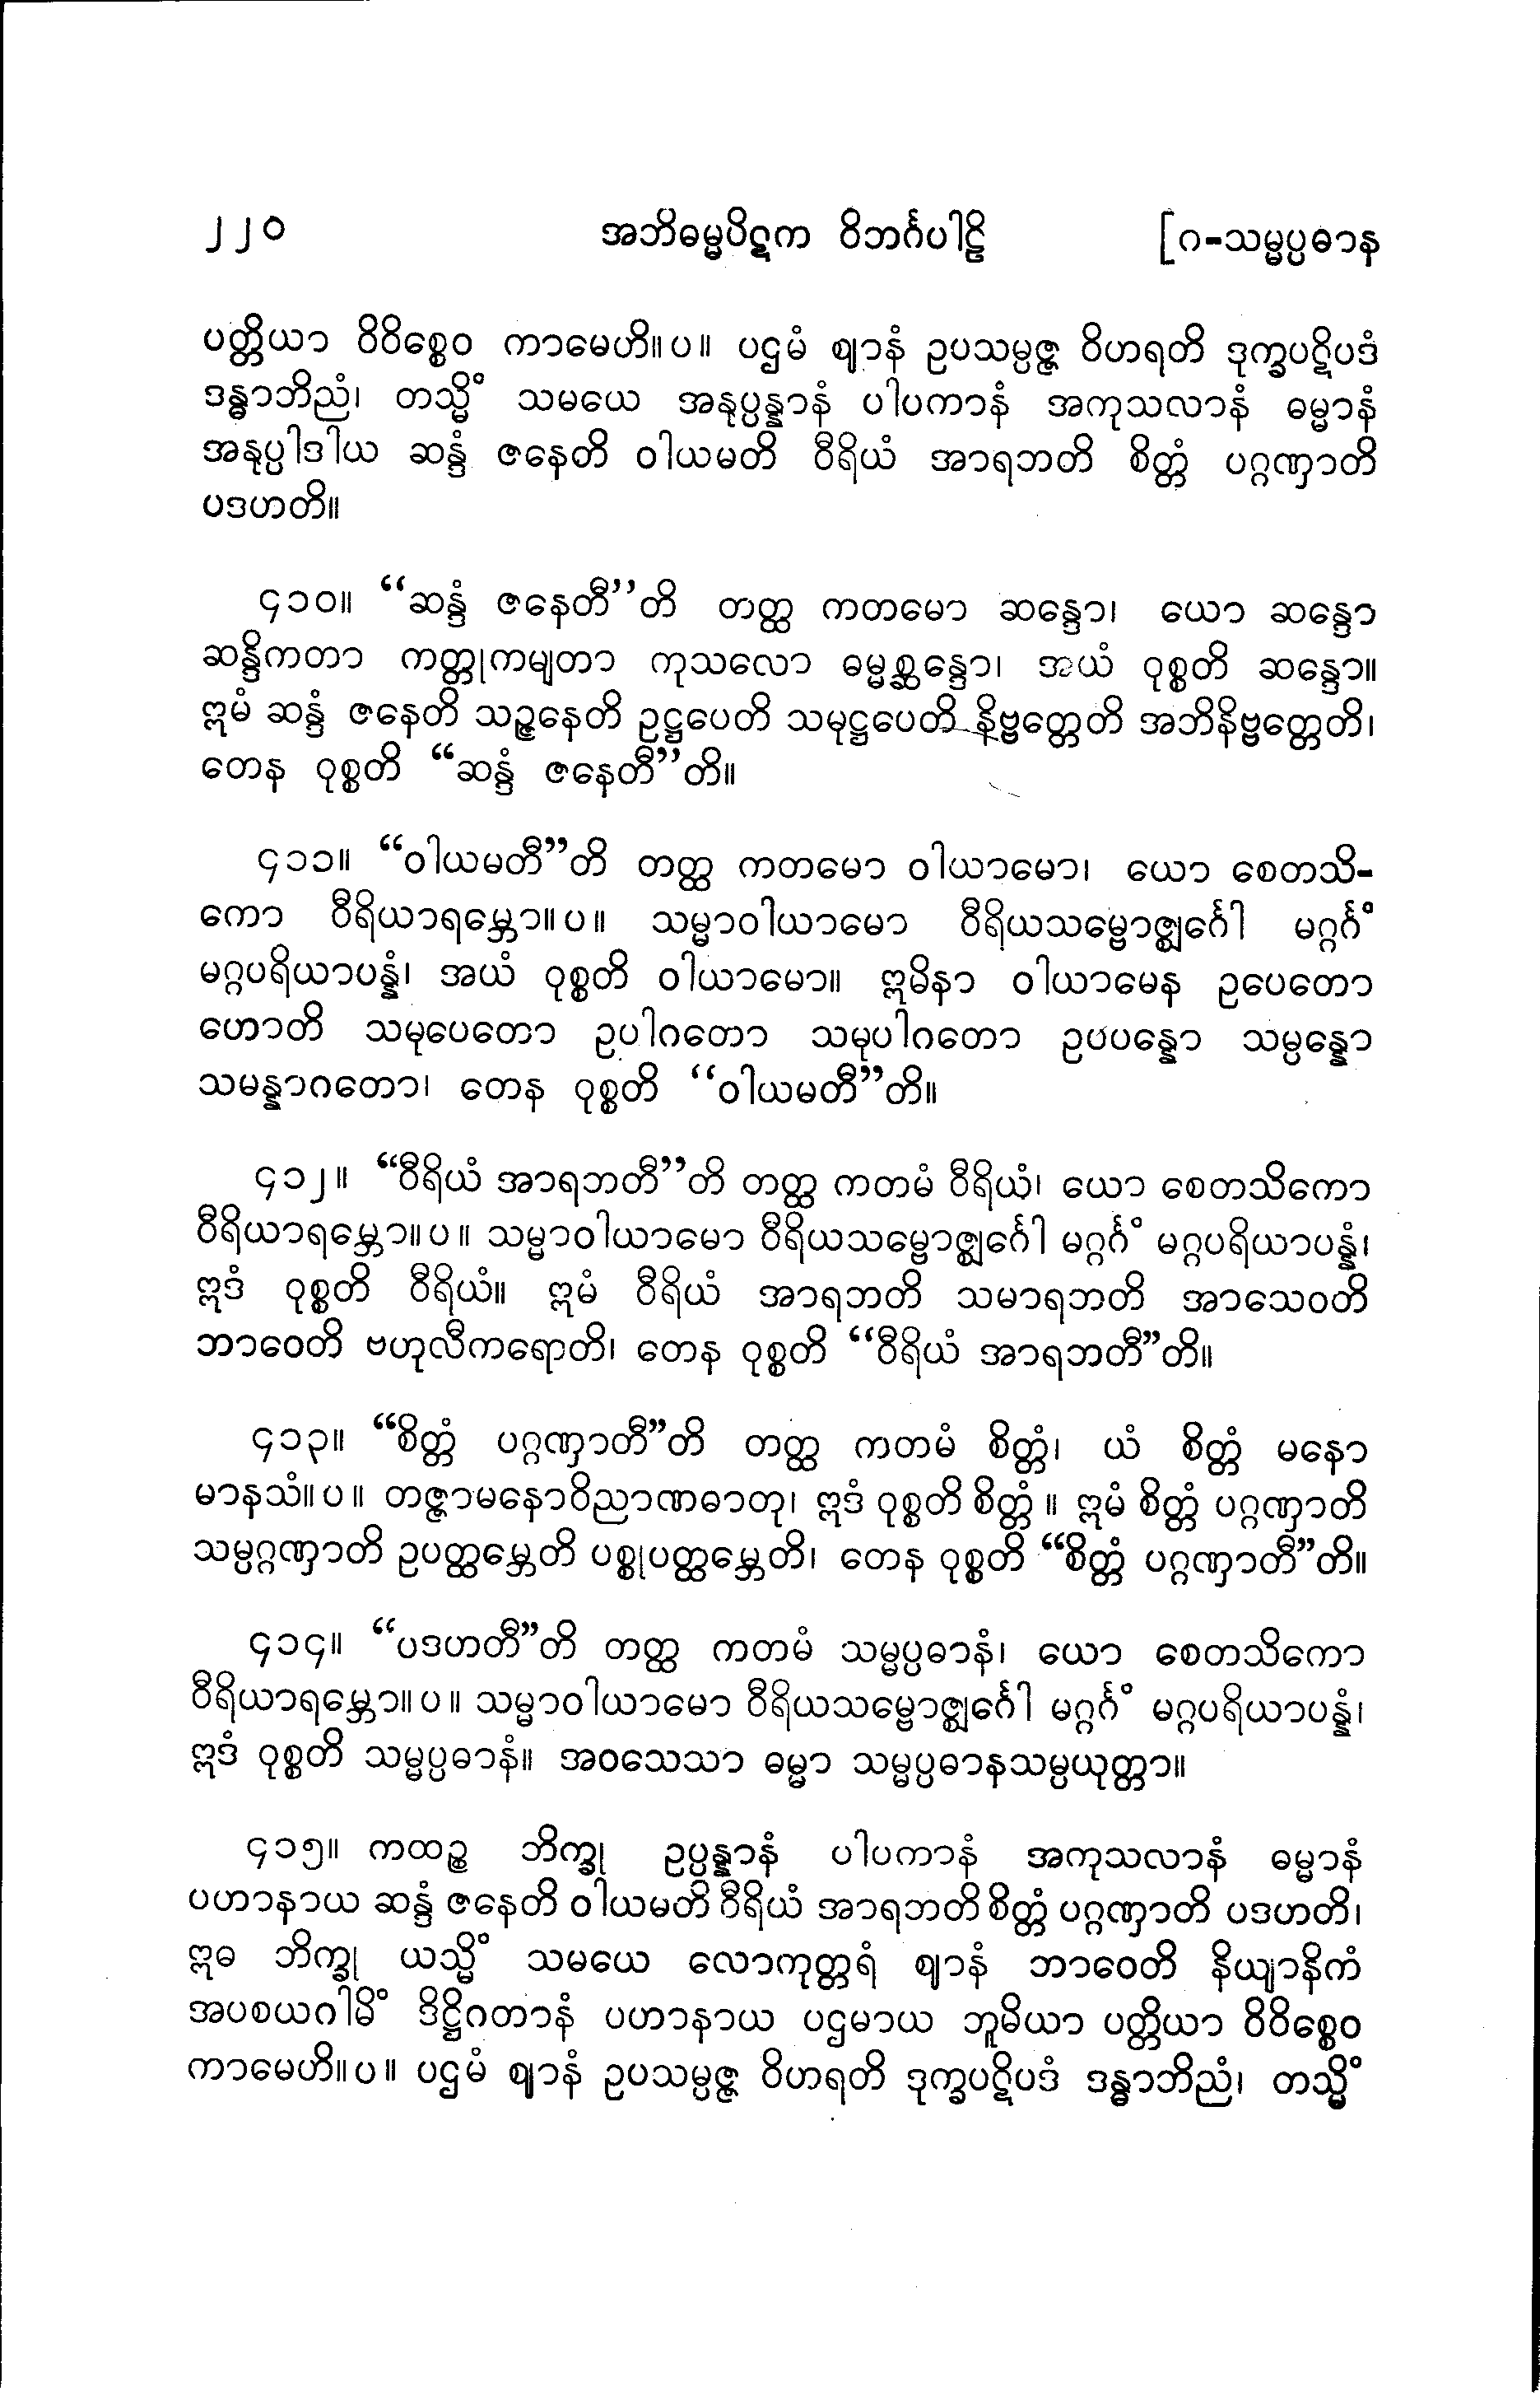 ၂၂၀ အဘိဓမ္မပိဋက ဝိဘင်္ဂပါဠိ [ဂ-သမ္မပ္ပဓာန
ပတ္တိယာ ဝိဝိစ္စေဝ ကာမေဟိ။ပ။ ပဌမံ ဈာနံ ဥပသမ္ပဇ္ဇ ဝိဟရတိ ဒုက္ခပဋိပဒံ
ဒန္ဓာဘိညံ၊ တသ္မိံ သမယေ အနုပ္ပန္နာနံ ပါပကာနံ အကုသလာနံ ဓမ္မာနံ
အနုပ္ပါဒါယ ဆန္ဒံ ဇနေတိ ဝါယမတိ ဝီရိယံ အာရဘတိ စိတ္တံ ပဂ္ဂဏှာတိ
ပဒဟတိ။
၄၁၀။ “ဆန္ဒံ ဇနေတီ”တိ တတ္ထ ကတမော ဆန္ဒော၊ ယော ဆန္ဒော
ဆန္ဒိကတာ ကတ္တုကမျတာ ကုသလော ဓမ္မစ္ဆန္ဒော၊ အယံ ဝုစ္စတိ ဆန္ဒော။
ဣမံ ဆန္ဒံ ဇနေတိ သဉ္ဇနေတိ ဥဋ္ဌပေတိ သမုဋ္ဌပေတိ နိဗ္ဗတ္တေတိ အဘိနိဗ္ဗတ္တေတိ၊
တေန ဝုစ္စတိ “ဆန္ဒံ ဇနေတီ”တိ။
၄၁၁။ “ဝါယမတီ”တိ တတ္ထ ကတမော ဝါယာမော၊ ယော စေတသိ-
ကော ဝီရိယာရမ္ဘော။ပ။ သမ္မာဝါယာမော ဝီရိယသမ္ဗောဇ္ဈင်္ဂေါ မဂ္ဂင်္ဂံ
မဂ္ဂပရိယာပန္နံ၊ အယံ ဝုစ္စတိ ဝါယာမော။ ဣမိနာ ဝါယာမေန ဥပေတော
ဟောတိ သမုပေတော ဥပါဂတော သမုပါဂတော ဥပပန္နော သမ္ပန္နော
သမန္နာဂတော၊ တေန ဝုစ္စတိ “ဝါယမတီ”တိ။
၄၁၂။ “ဝီရိယံ အာရဘတီ”တိ တတ္ထ ကတမံ ဝီရိယံ၊ ယော စေတသိကော
ဝီရိယာရမ္ဘော။ပ။ သမ္မာဝါယာမော ဝီရိယသမ္ဗောဇ္ဈင်္ဂေါ မဂ္ဂင်္ဂံ မဂ္ဂပရိယာပန္နံ၊
ဣဒံ ဝုစ္စတိ ဝီရိယံ။ ဣမံ ဝီရိယံ အာရဘတိ သမာရဘတိ အာသေဝတိ
ဘာဝေတိ ဗဟုလီကရောတိ၊ တေန ဝုစ္စတိ “ဝီရိယံ အာရဘတီ”တိ။
၄၁၃။ “စိတ္တံ ပဂ္ဂဏှာတီ”တိ တတ္ထ ကတမံ စိတ္တံ၊ ယံ စိတ္တံ မနော
မာနသံ။ပ။ တဇ္ဇာမနောဝိညာဏဓာတု၊ ဣဒံ ဝုစ္စတိ စိတ္တံ။ ဣမံ စိတ္တံ ပဂ္ဂဏှာတိ
သမ္ပဂ္ဂဏှာတိ ဥပတ္ထမ္ဘေတိ ပစ္စုပတ္ထမ္ဘေတိ၊ တေန ဝုစ္စတိ “စိတ္တံ ပဂ္ဂဏှာတီ”တိ။
၄၁၄။ “ပဒဟတီ”တိ တတ္ထ ကတမံ သမ္မပ္ပဓာနံ၊ ယော စေတသိကော
ဝီရိယာရမ္ဘော။ပ။ သမ္မာဝါယာမော ဝီရိယသမ္ဗောဇ္ဈင်္ဂေါ မဂ္ဂင်္ဂံ မဂ္ဂပရိယာပန္နံ၊
ဣဒံ ဝုစ္စတိ သမ္မပ္ပဓာနံ။ အဝသေသာ ဓမ္မာ သမ္မပ္ပဓာနသမ္ပယုတ္တာ။
၄၁၅။ ကထဉ္စ ဘိက္ခု ဥပ္ပန္နာနံ ပါပကာနံ အကုသလာနံ ဓမ္မာနံ
ပဟာနာယ ဆန္ဒံ ဇနေတိ ဝါယမတိ ဝီရိယံ အာရဘတိ စိတ္တံ ပဂ္ဂဏှာတိ ပဒဟတိ၊
ဣဓ ဘိက္ခု ယသ္မိံ သမယေ လောကုတ္တရံ ဈာနံ ဘာဝေတိ နိယျာနိကံ
အပစယဂါမိံ ဒိဋ္ဌိဂတာနံ ပဟာနာယ ပဌမာယ ဘူမိယာ ပတ္တိယာ ဝိဝိစ္စေဝ
ကာမေဟိ။ပ။ ပဌမံ ဈာနံ ဥပသမ္ပဇ္ဇ ဝိဟရတိ ဒုက္ခပဋိပဒံ ဒန္ဓာဘိညံ၊ တသ္မိံ